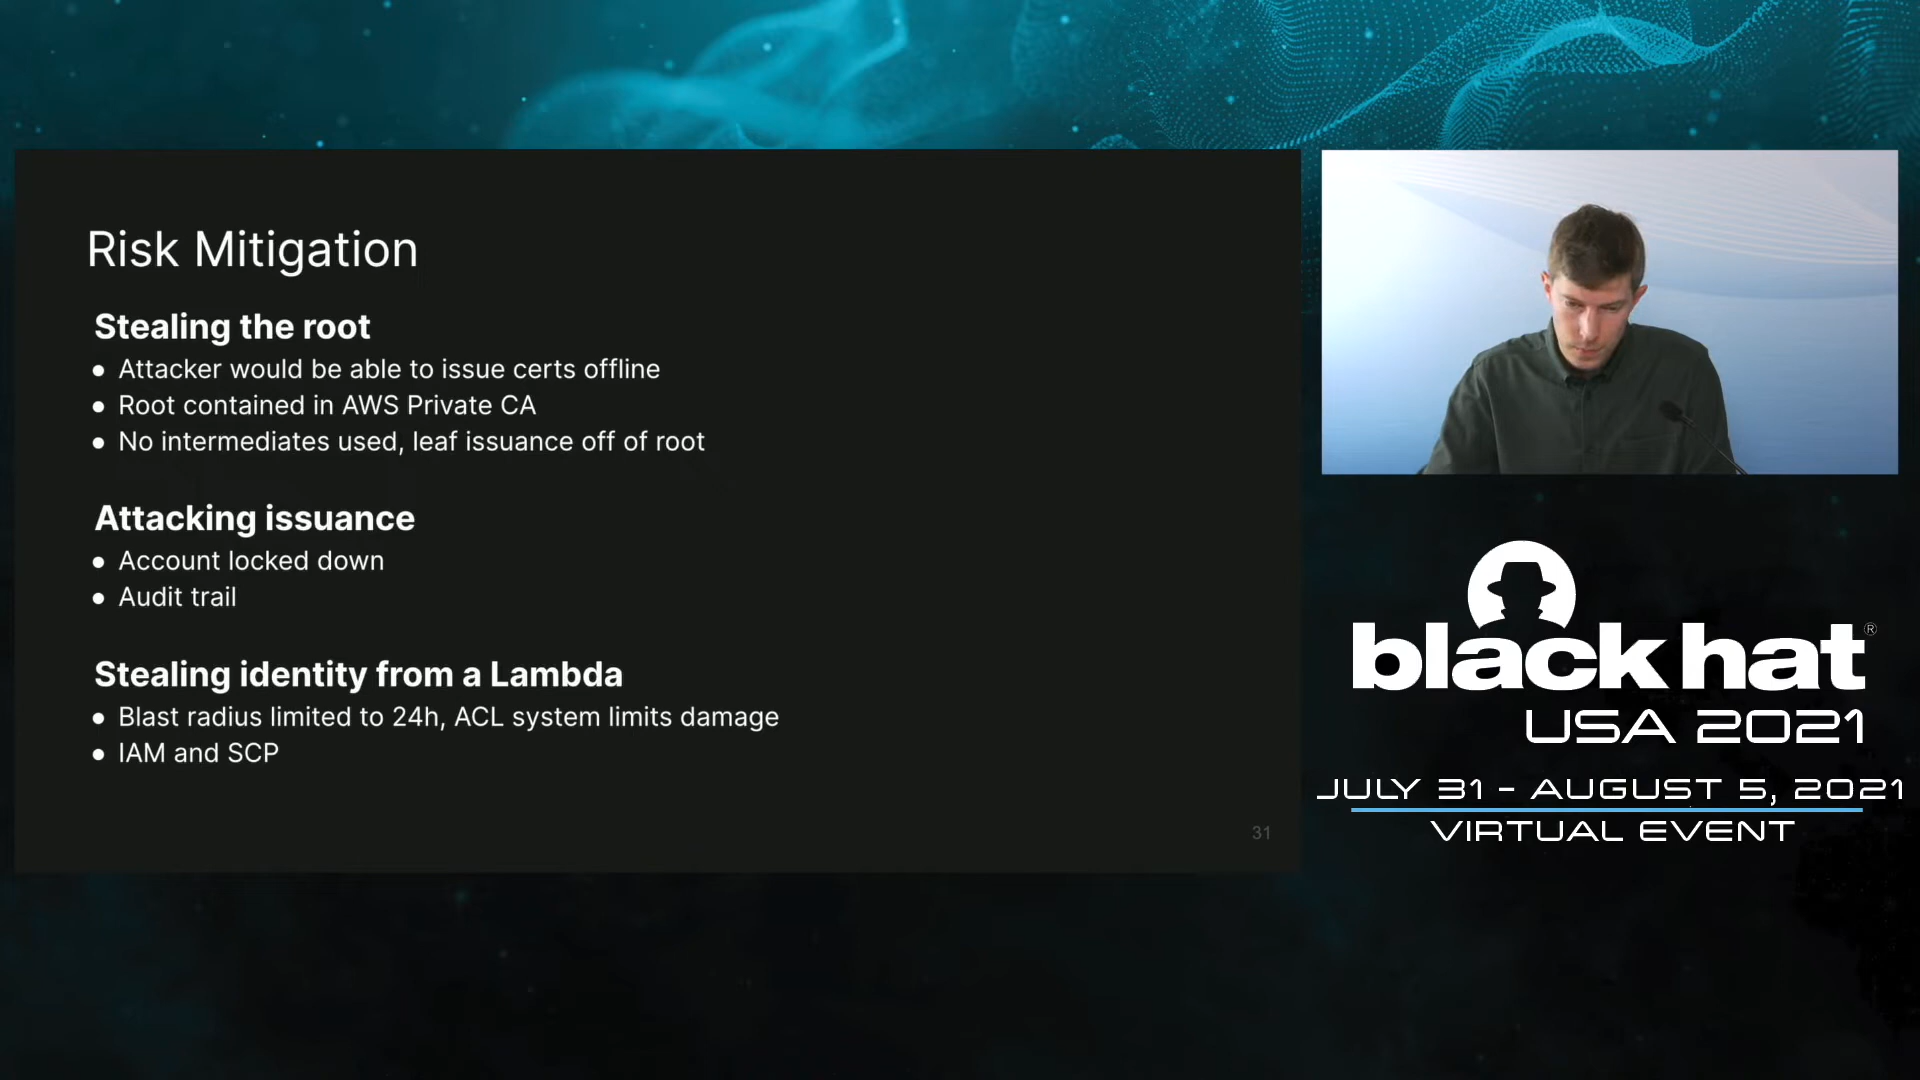 Risk Mitigation
Stealing the root
● Attacker would be able to issue certs offline
● Root contained in AWS Private CA
● No intermediates used, leaf issuance off of root
Attacking issuance
● Account locked down
● Audit trail
Stealing identity from a Lambda
● Blast radius limited to 24h, ACL system limits damage
● IAM and SCP
31
black hat®
USA 2021
JULY 31 - AUGUST 5, 2021
VIRTUAL EVENT